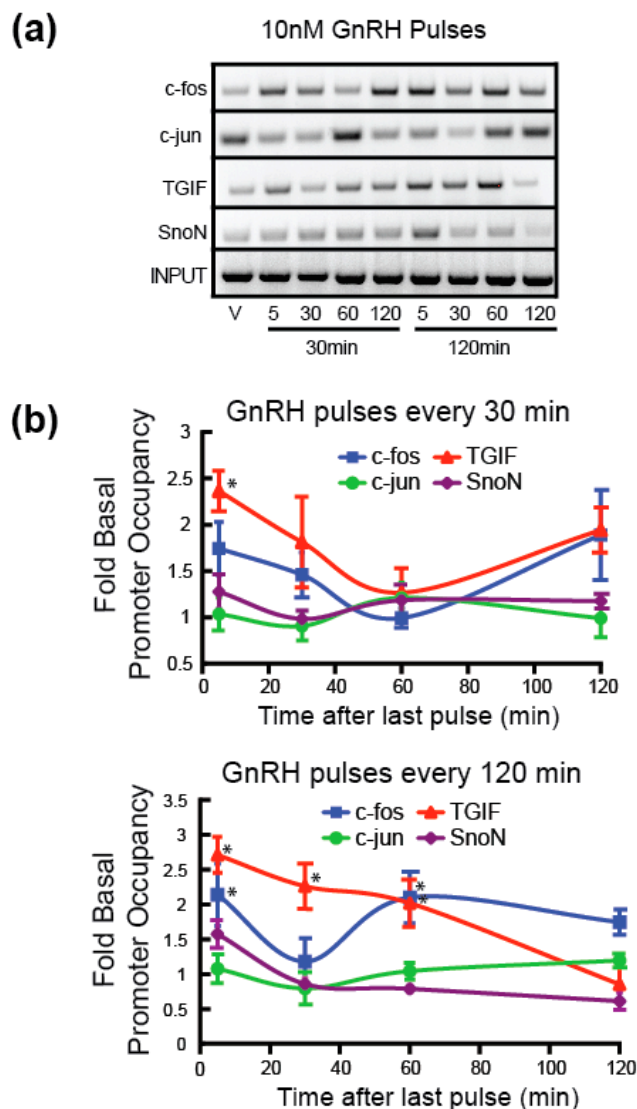 (a)
10nM GnRH Pulses
c-fos
c-jun
TGIF
SnoN
INPUT
V 5 30 60 120 5 30 60 120
30min 120min
(b)
GnRH pulses every 30 min
c-fos TGIF
c-jun SnoN
Fold Basal
Promoter Occupancy
3
2.5
2
1.5
1
0.5
*
0 20 40 60 80 100 120
Time after last pulse (min)
GnRH pulses every 120 min
c-fos TGIF
c-jun SnoN
Fold Basal
Promoter Occupancy
3.5
3
2.5
2
1.5
1
0.5
0
* * * * *
0 20 40 60 80 100 120
Time after last pulse (min)